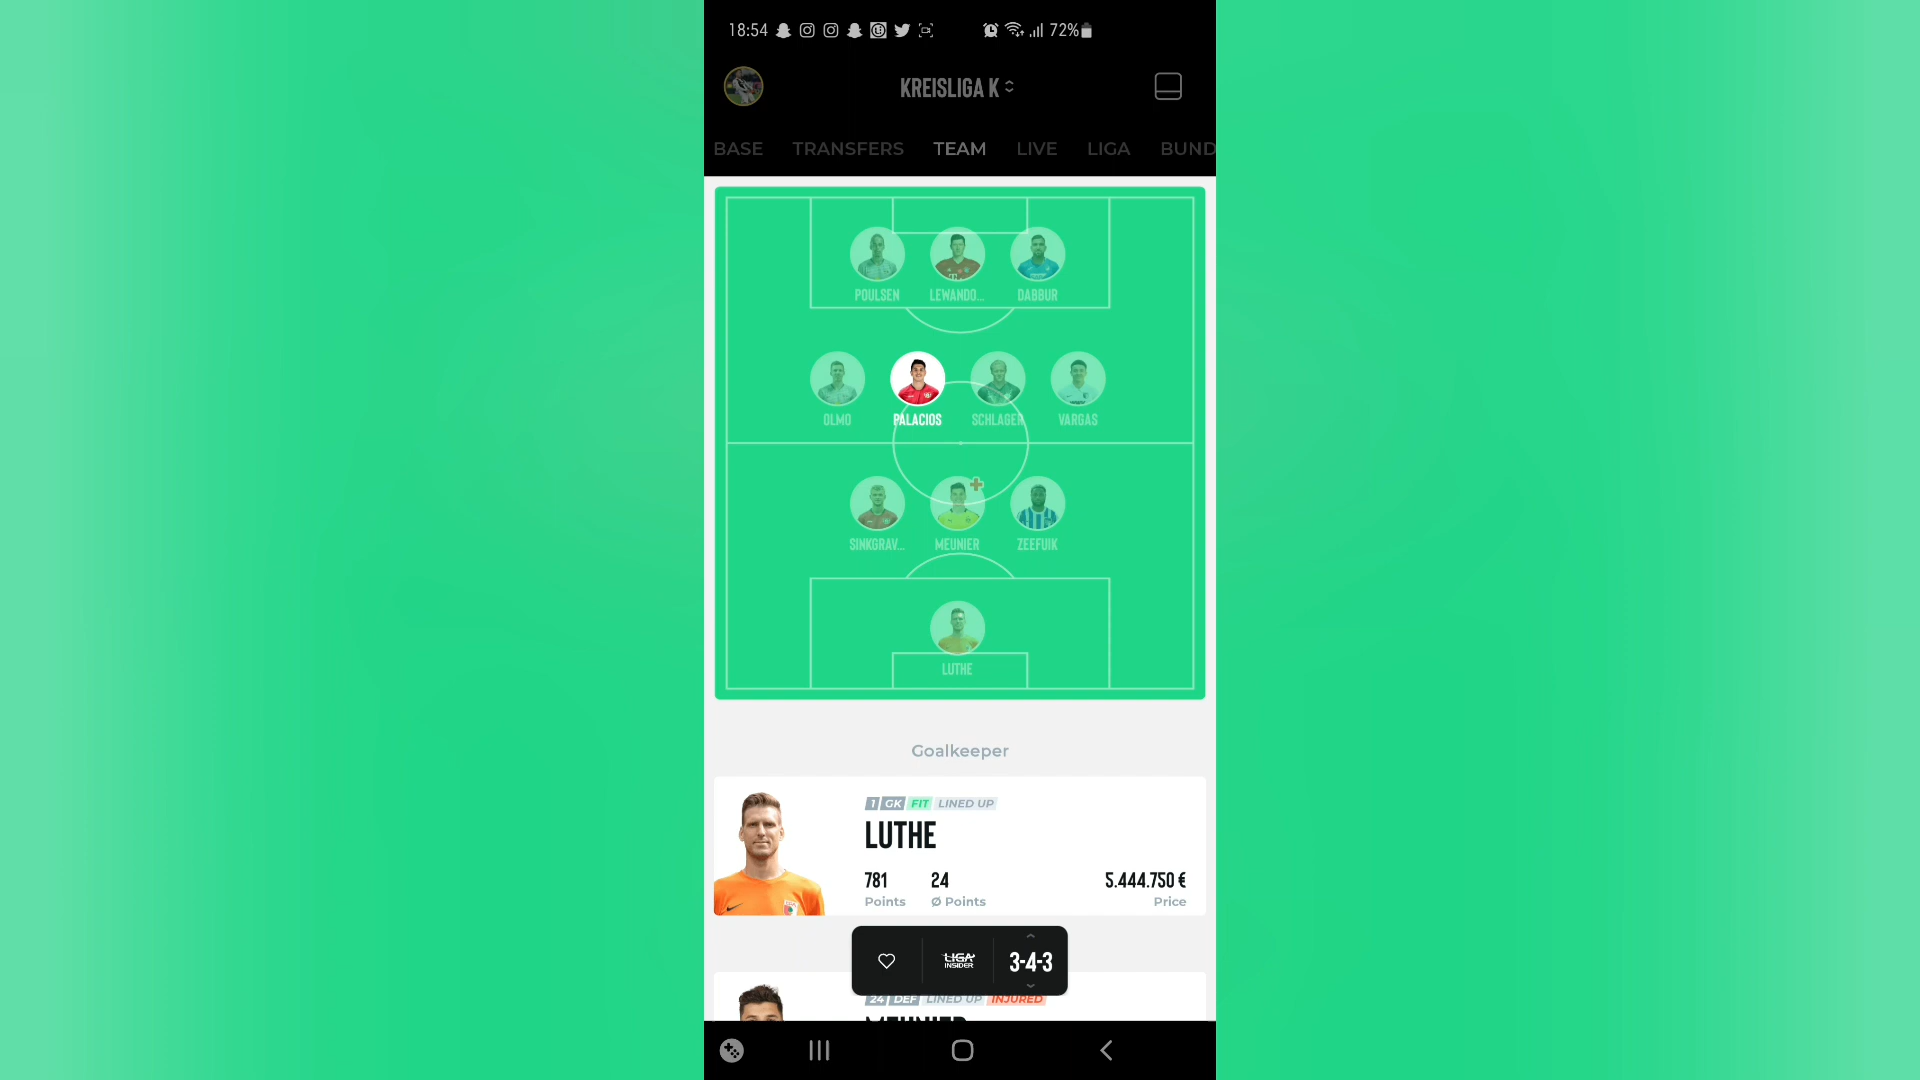 18:54 72%
KREISLIGA K
BASE TRANSFERS TEAM LIVE LIGA BUND
POULSEN LEWANDO... DABBUR
OLMO PALACIOS SCHLAGER VARGAS
SINKGRAV... MEUNIER ZEEFUIK
LUTHE
Goalkeeper
1 GK FIT LINED UP
LUTHE
781 24 5.444.750 €
Points Ø Points Price
LIGA INSIDER 3-4-3
24 DEF LINED UP INJURED
MEUNIER